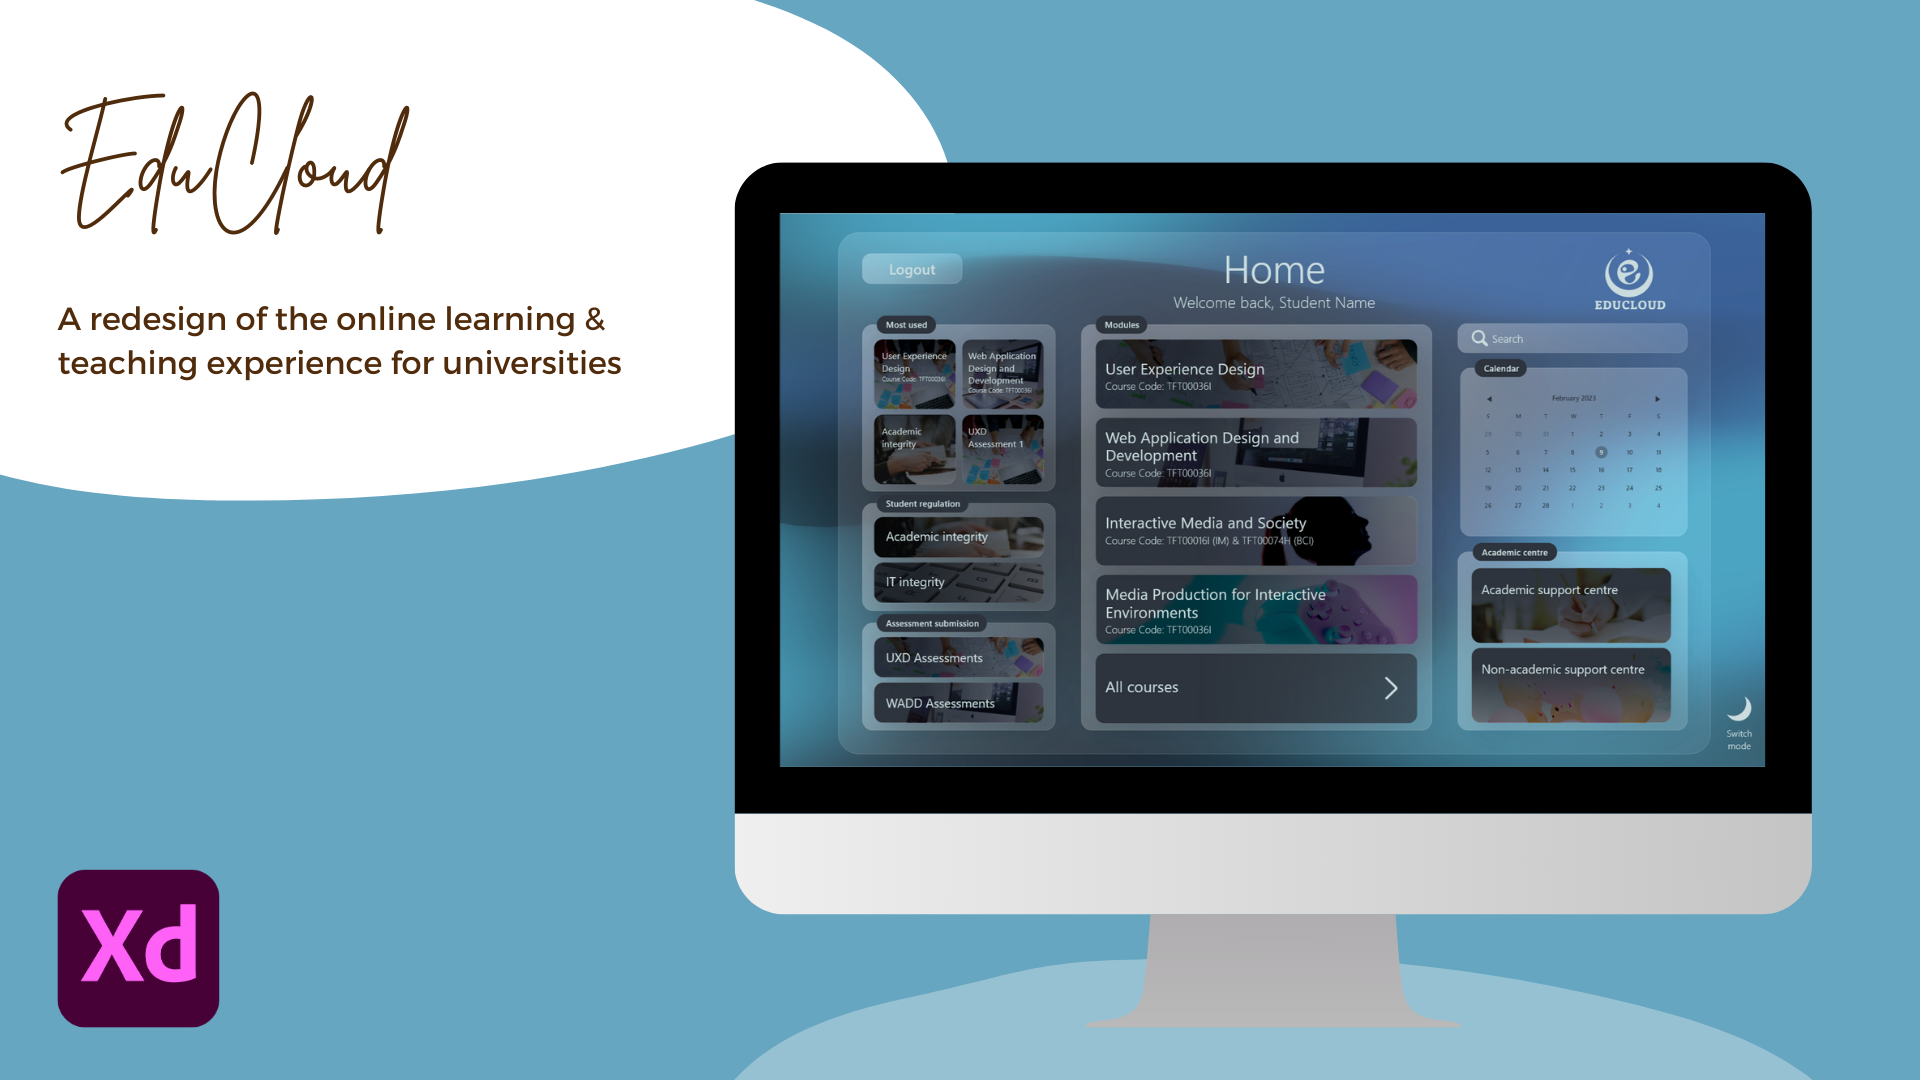 EduCloud
A redesign of the online learning &
teaching experience for universities
Xd
Logout
Home
Welcome back, Student Name
EDUCLOUD
Most used
User Experience
Design
Course Code: TFT00036I
Web Application
Design and
Development
Course Code: TFT00036I
Academic
integrity
UXD
Assessment 1
Student regulation
Academic integrity
IT integrity
Assessment submission
UXD Assessments
WADD Assessments
Modules
User Experience Design
Course Code: TFT00036I
Web Application Design and
Development
Course Code: TFT00036I
Interactive Media and Society
Course Code: TFT00016I (IM) & TFT00074H (BCI)
Media Production for Interactive
Environments
Course Code: TFT00036I
All courses
Search
Calendar
February 2023
S M T W T F S
29 30 31 1 2 3 4
5 6 7 8 9 10 11
12 13 14 15 16 17 18
19 20 21 22 23 24 25
26 27 28 1 2 3 4
Academic centre
Academic support centre
Non-academic support centre
Switch
mode